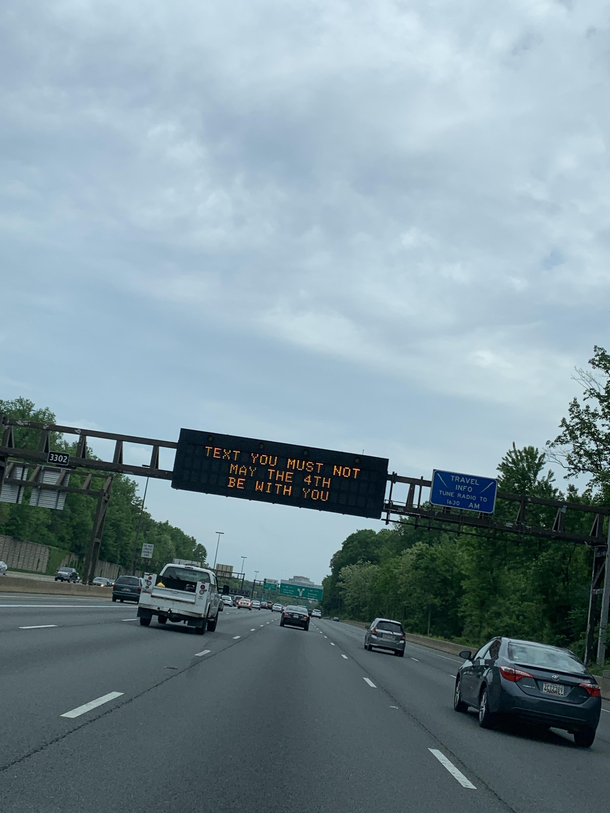 3302
TEXT YOU MUST NOT
MAY THE 4TH
BE WITH YOU
TRAVEL
INFO
TUNE RADIO TO
1630 AM